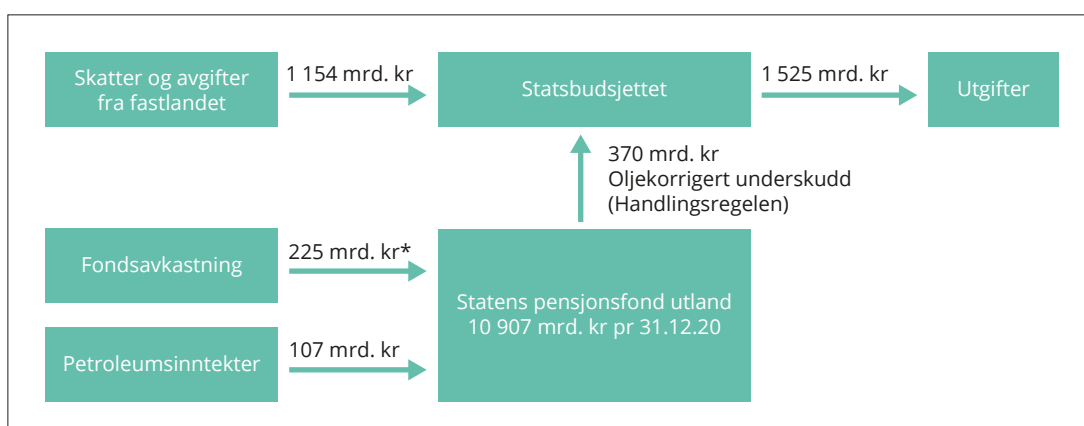 Skatter og avgifter
fra fastlandet
1 154 mrd. kr
Statsbudsjettet
1 525 mrd. kr
Utgifter
370 mrd. kr
Oljekorrigert underskudd
(Handlingsregelen)
Fondsavkastning
225 mrd. kr*
Statens pensjonsfond utland
10 907 mrd. kr pr 31.12.20
Petroleumsinntekter
107 mrd. kr